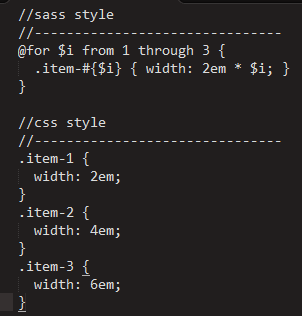 //sass style
//-------------------------------
@for $i from 1 through 3 {
  .item-#{$i} { width: 2em * $i; }
}

//css style
//-------------------------------
.item-1 {
  width: 2em;
}
.item-2 {
  width: 4em;
}
.item-3 {
  width: 6em;
}